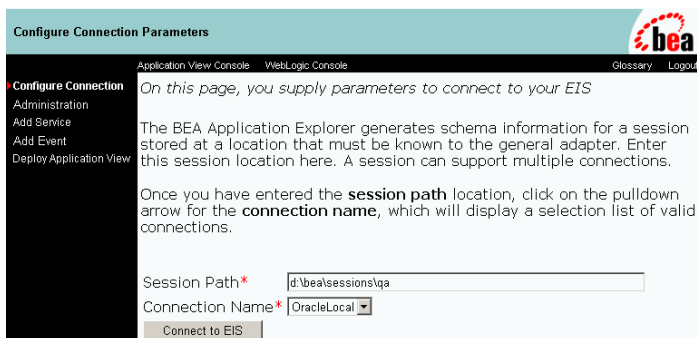 Configure Connection Parameters
bea
Application View Console WebLogic Console Glossary Logout
Configure Connection
Administration
Add Service
Add Event
Deploy Application View
On this page, you supply parameters to connect to your EIS
The BEA Application Explorer generates schema information for a session
stored at a location that must be known to the general adapter. Enter
this session location here. A session can support multiple connections.
Once you have entered the session path location, click on the pulldown
arrow for the connection name, which will display a selection list of valid
connections.
Session Path* d:\bea\sessions\qa
Connection Name* OracleLocal
Connect to EIS